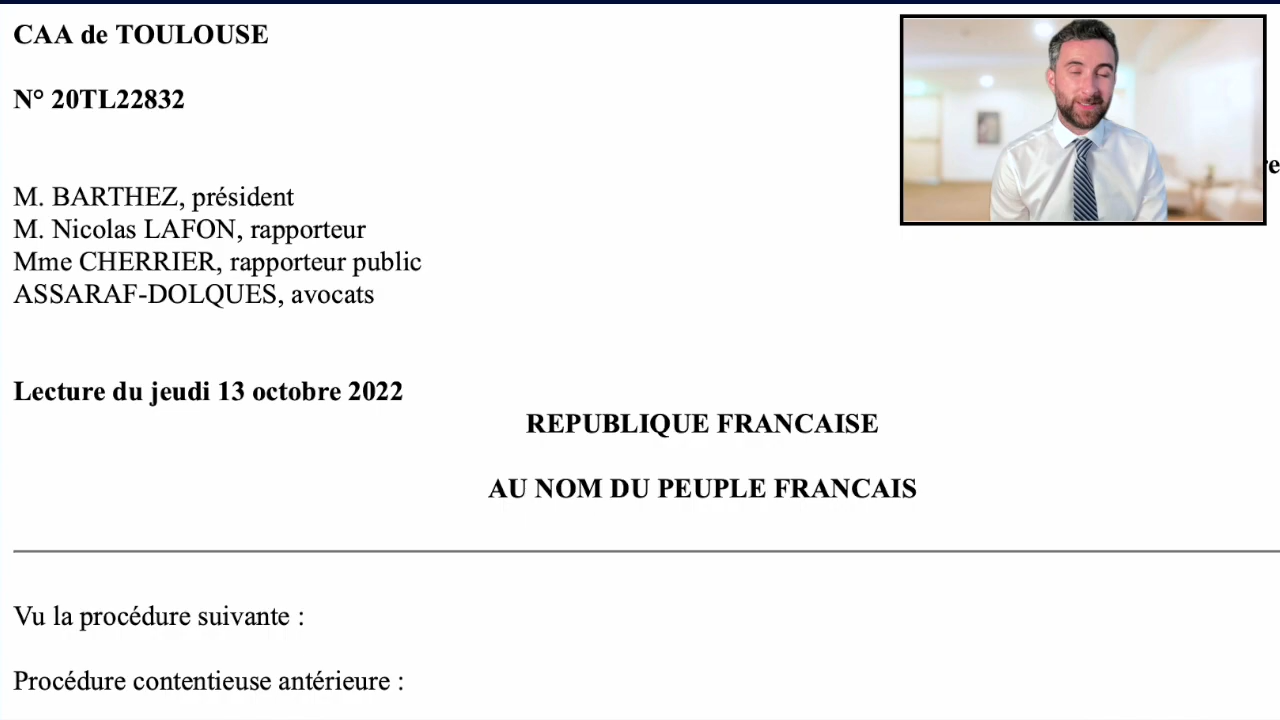 CAA de TOULOUSE
N° 20TL22832
M. BARTHEZ, président
M. Nicolas LAFON, rapporteur
Mme CHERRIER, rapporteur public
ASSARAF-DOLQUES, avocats
Lecture du jeudi 13 octobre 2022
REPUBLIQUE FRANCAISE
AU NOM DU PEUPLE FRANCAIS
Vu la procédure suivante :
Procédure contentieuse antérieure :